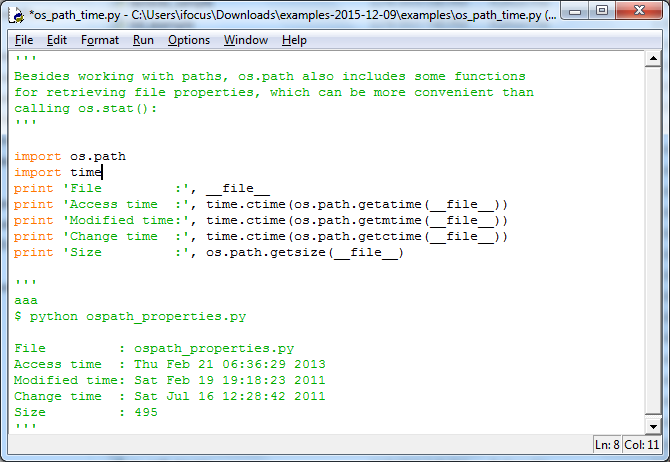 *os_path_time.py - C:\Users\ifocus\Downloads\examples-2015-12-09\examples\os_path_time.py (...
File Edit Format Run Options Window Help
'''
Besides working with paths, os.path also includes some functions
for retrieving file properties, which can be more convenient than
calling os.stat():
'''
import os.path
import time
print 'File         :', __file__
print 'Access time  :', time.ctime(os.path.getatime(__file__))
print 'Modified time:', time.ctime(os.path.getmtime(__file__))
print 'Change time  :', time.ctime(os.path.getctime(__file__))
print 'Size         :', os.path.getsize(__file__)
'''
aaa
$ python ospath_properties.py
File         : ospath_properties.py
Access time  : Thu Feb 21 06:36:29 2013
Modified time: Sat Feb 19 19:18:23 2011
Change time  : Sat Jul 16 12:28:42 2011
Size         : 495
'''
Ln: 8 Col: 11